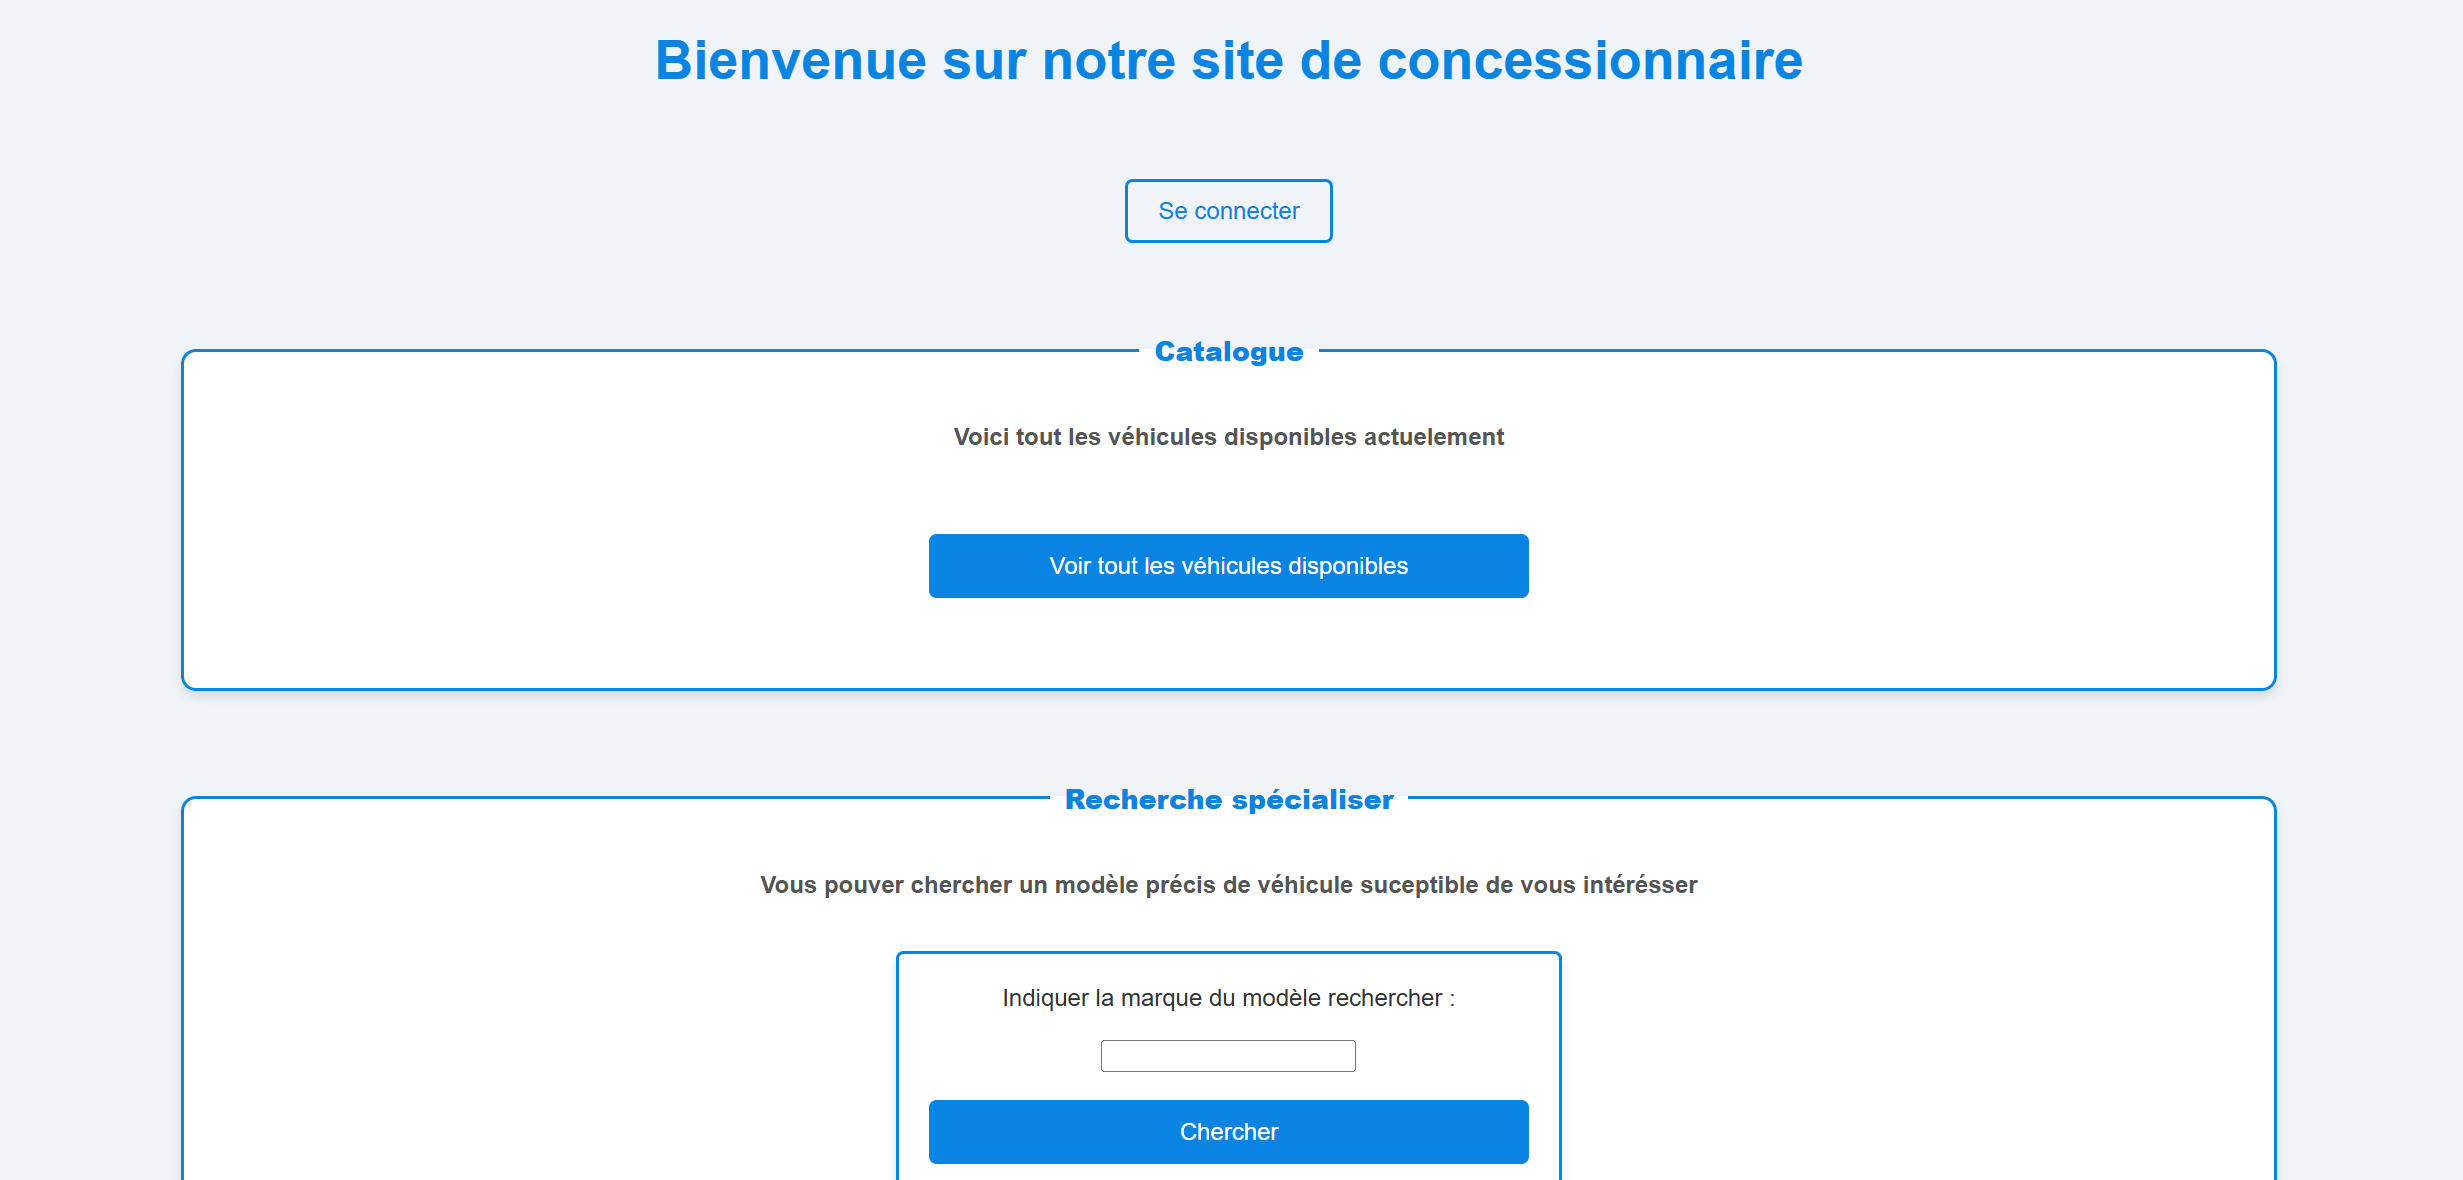 Bienvenue sur notre site de concessionnaire
Se connecter
Catalogue
Voici tout les véhicules disponibles actuelement
Voir tout les véhicules disponibles
Recherche spécialiser
Vous pouver chercher un modèle précis de véhicule suceptible de vous intérésser
Indiquer la marque du modèle rechercher :
Chercher